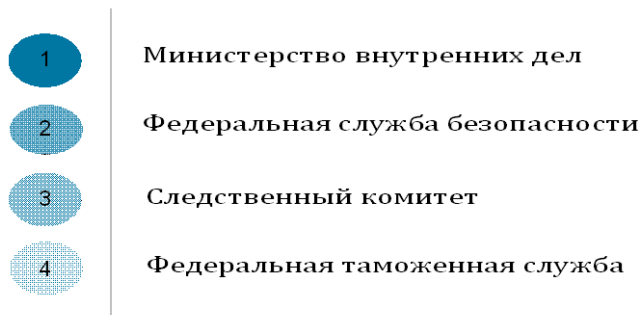 1 Министерство внутренних дел
2 Федеральная служба безопасности
3 Следственный комитет
4 Федеральная таможенная служба